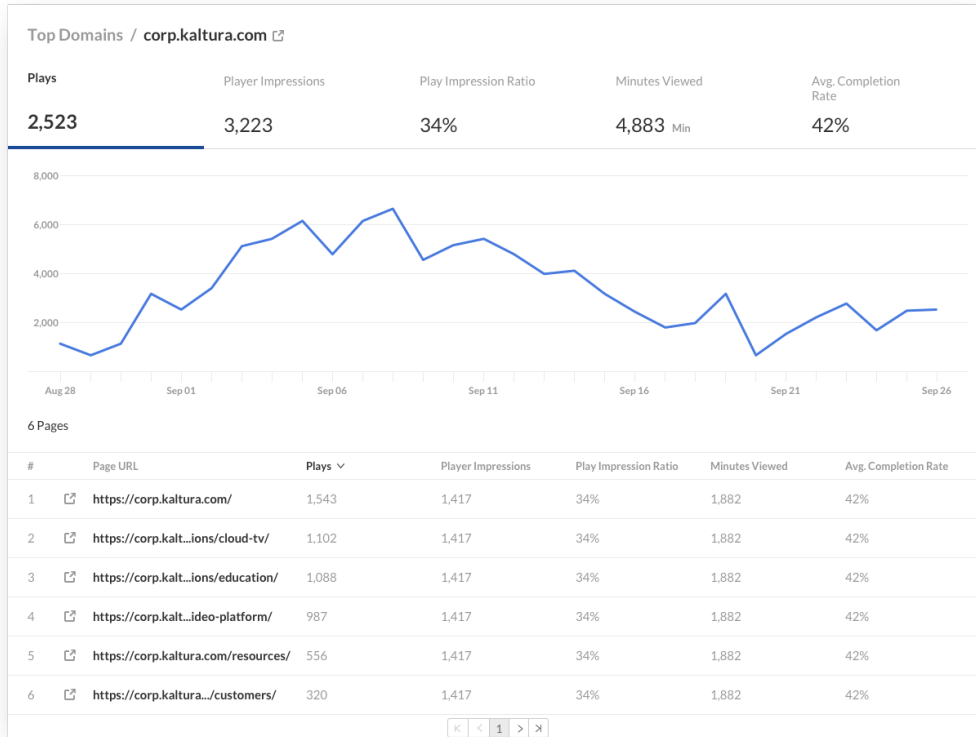 Top Domains / corp.kaltura.com
Plays Player Impressions Play Impression Ratio Minutes Viewed Avg. Completion Rate
2,523 3,223 34% 4,883 Min 42%
8,000
6,000
4,000
2,000
Aug 28 Sep 01 Sep 06 Sep 11 Sep 16 Sep 21 Sep 26
6 Pages
# Page URL Plays Player Impressions Play Impression Ratio Minutes Viewed Avg. Completion Rate
1 https://corp.kaltura.com/ 1,543 1,417 34% 1,882 42%
2 https://corp.kalt...ions/cloud-tv/ 1,102 1,417 34% 1,882 42%
3 https://corp.kalt...ions/education/ 1,088 1,417 34% 1,882 42%
4 https://corp.kalt...ideo-platform/ 987 1,417 34% 1,882 42%
5 https://corp.kaltura.com/resources/ 556 1,417 34% 1,882 42%
6 https://corp.kaltura.../customers/ 320 1,417 34% 1,882 42%
1